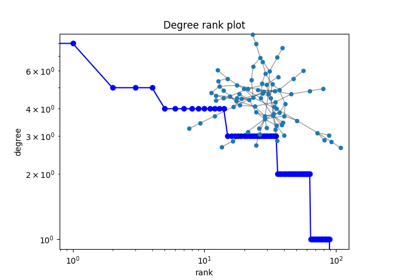 Degree rank plot
6 × 10⁰
4 × 10⁰
3 × 10⁰
2 × 10⁰
10⁰
degree
10⁰ 10¹ 10²
rank